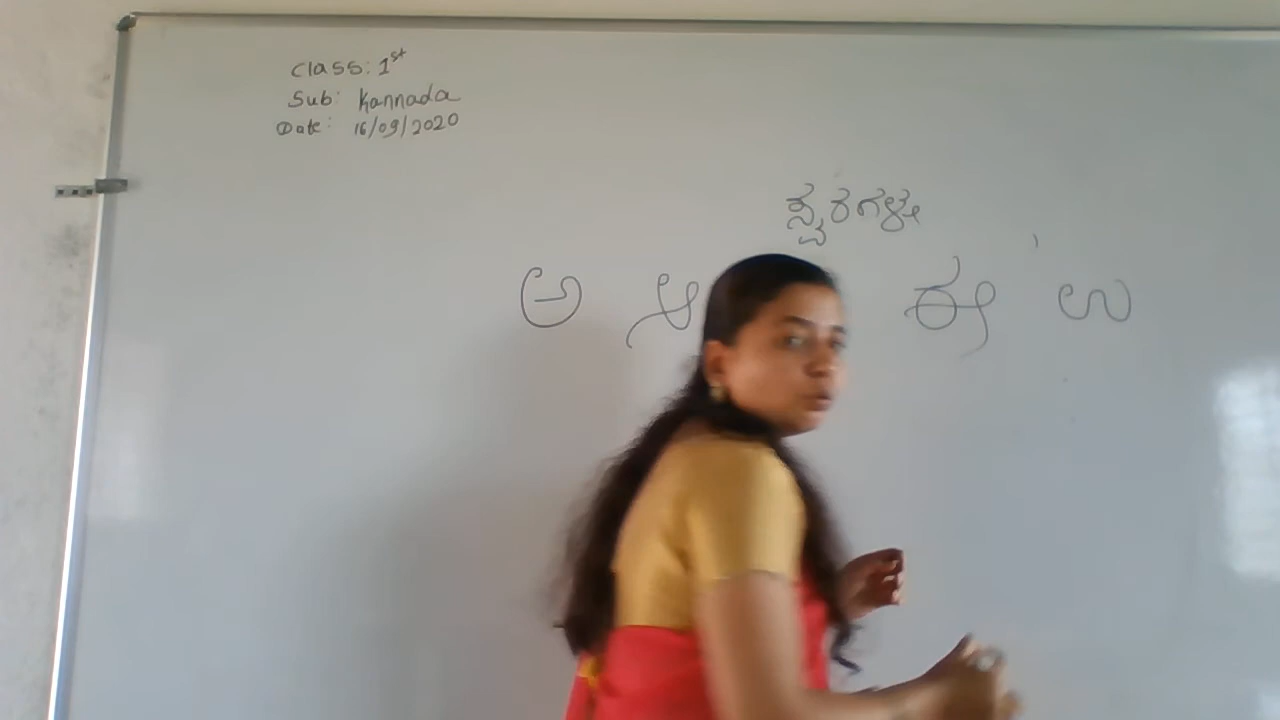 Class: 1st
Sub: Kannada
Date: 16/09/2020
ಸ್ವರಗಳು
ಅ ಆ ಈ ಉ